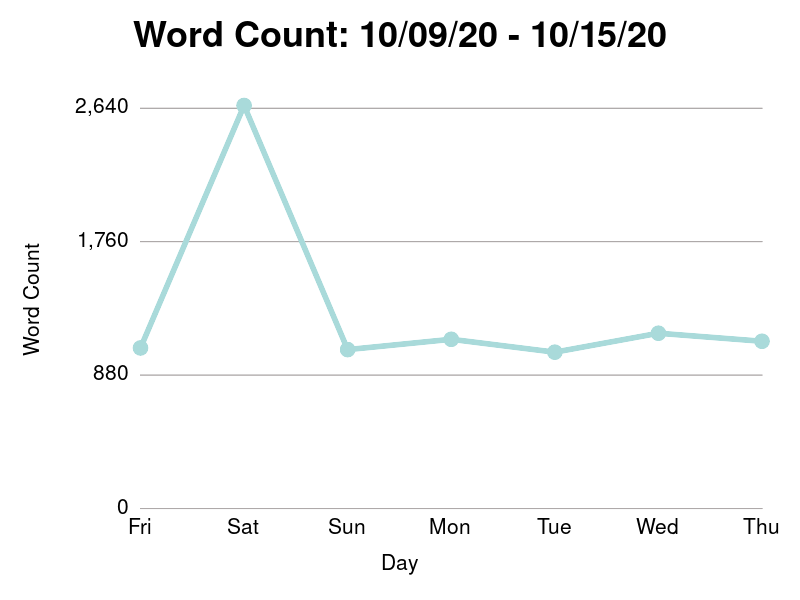 Word Count: 10/09/20 - 10/15/20
2,640
1,760
880
0
Word Count
Fri Sat Sun Mon Tue Wed Thu
Day